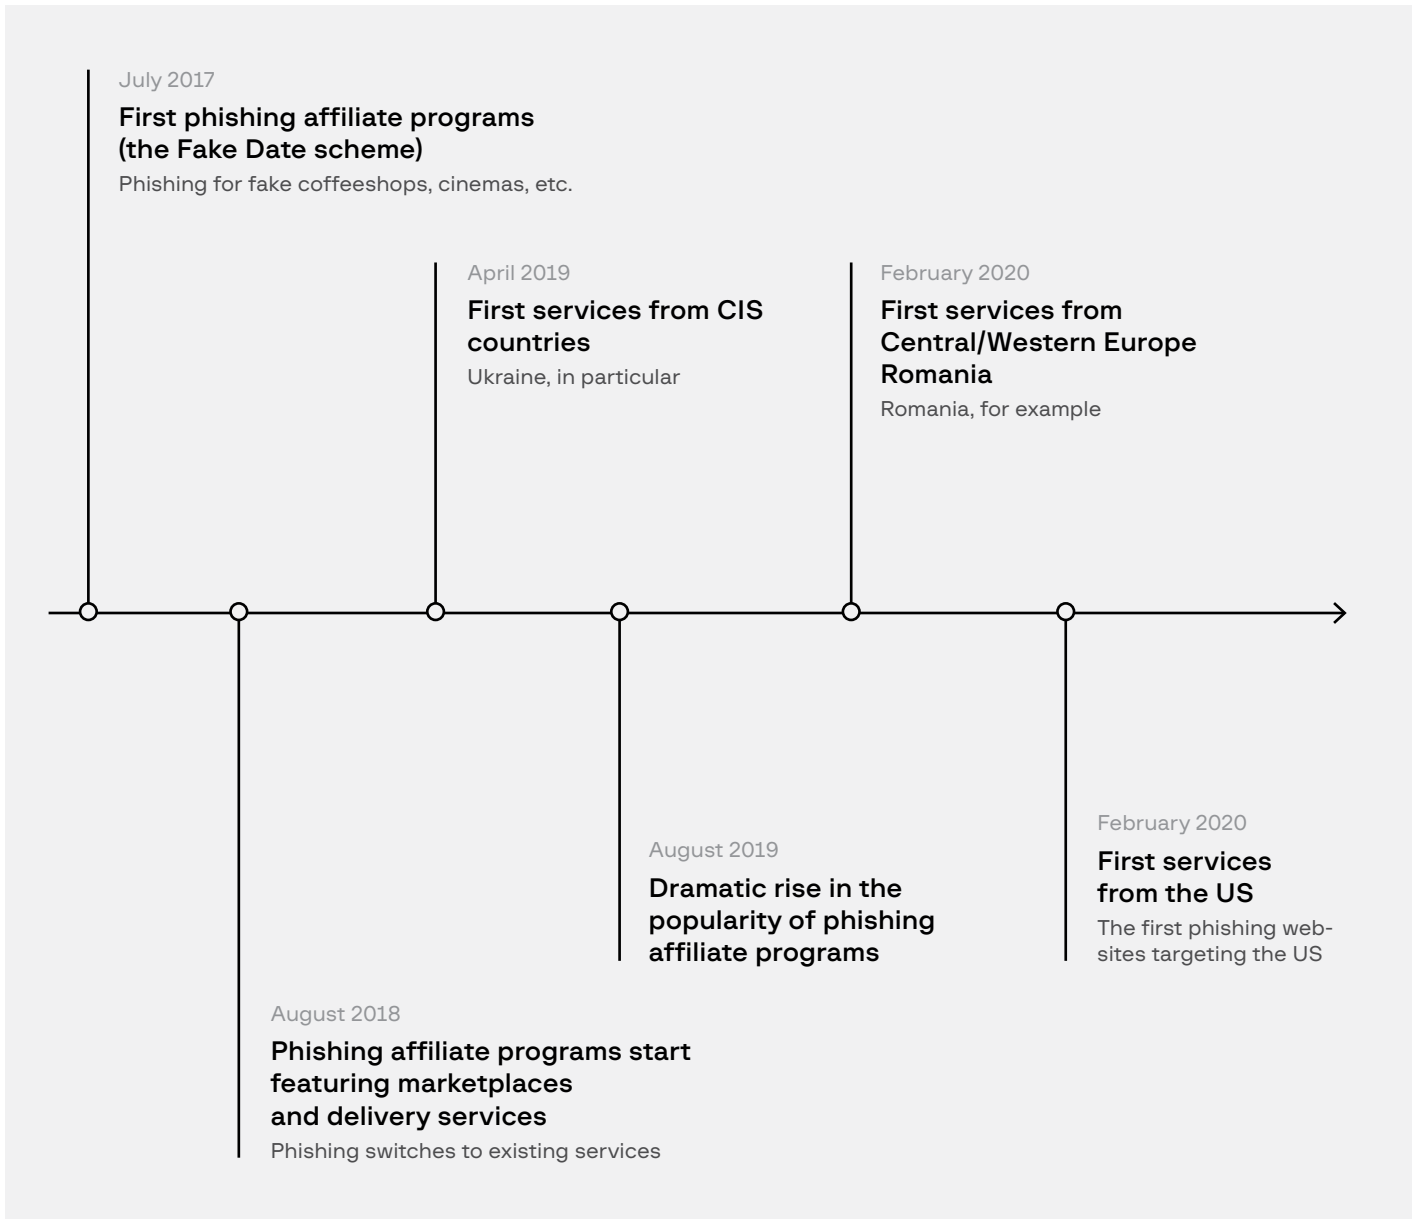 July 2017
First phishing affiliate programs
(the Fake Date scheme)
Phishing for fake coffeeshops, cinemas, etc.
April 2019
First services from CIS
countries
Ukraine, in particular
February 2020
First services from
Central/Western Europe
Romania
Romania, for example
February 2020
First services
from the US
The first phishing web-
sites targeting the US
August 2019
Dramatic rise in the
popularity of phishing
affiliate programs
August 2018
Phishing affiliate programs start
featuring marketplaces
and delivery services
Phishing switches to existing services